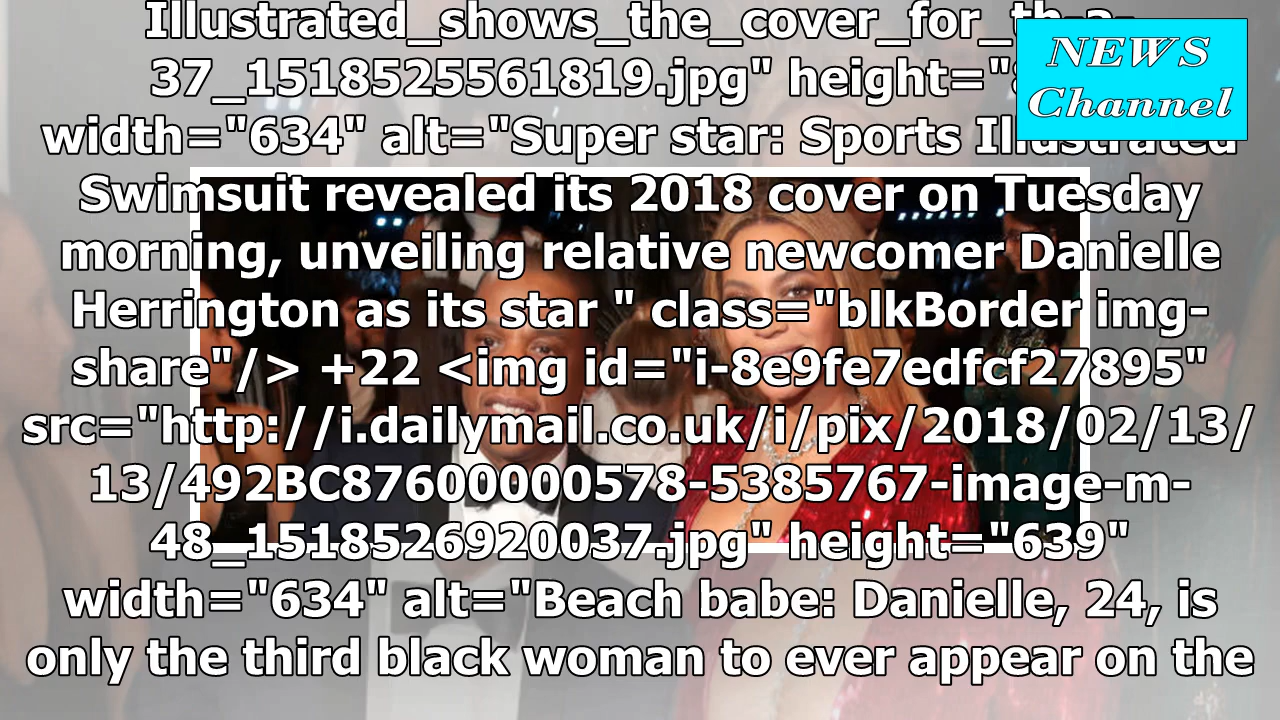 Illustrated_shows_the_cover_for_th-a-
37_1518525561819.jpg" height="
width="634" alt="Super star: Sports Illustrated
Swimsuit revealed its 2018 cover on Tuesday
morning, unveiling relative newcomer Danielle
Herrington as its star " class="blkBorder img-
share"/> +22 <img id="i-8e9fe7edfcf27895"
src="http://i.dailymail.co.uk/i/pix/2018/02/13/
13/492BC87600000578-5385767-image-m-
48_1518526920037.jpg" height="639"
width="634" alt="Beach babe: Danielle, 24, is
only the third black woman to ever appear on the
NEWS
Channel